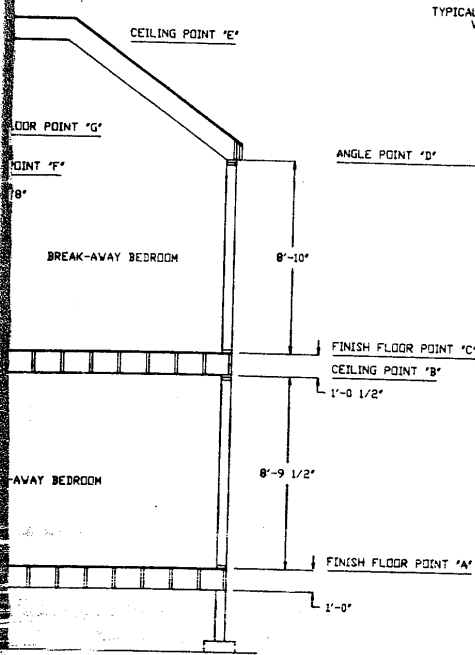 TYPICAL
CEILING POINT "E"
OOR POINT "G"
OINT "F"
/8"
ANGLE POINT "D"
BREAK-AWAY BEDROOM
8'-10"
FINISH FLOOR POINT "C"
CEILING POINT "B"
1'-0 1/2"
8'-9 1/2"
-AWAY BEDROOM
FINISH FLOOR POINT "A"
1'-0"